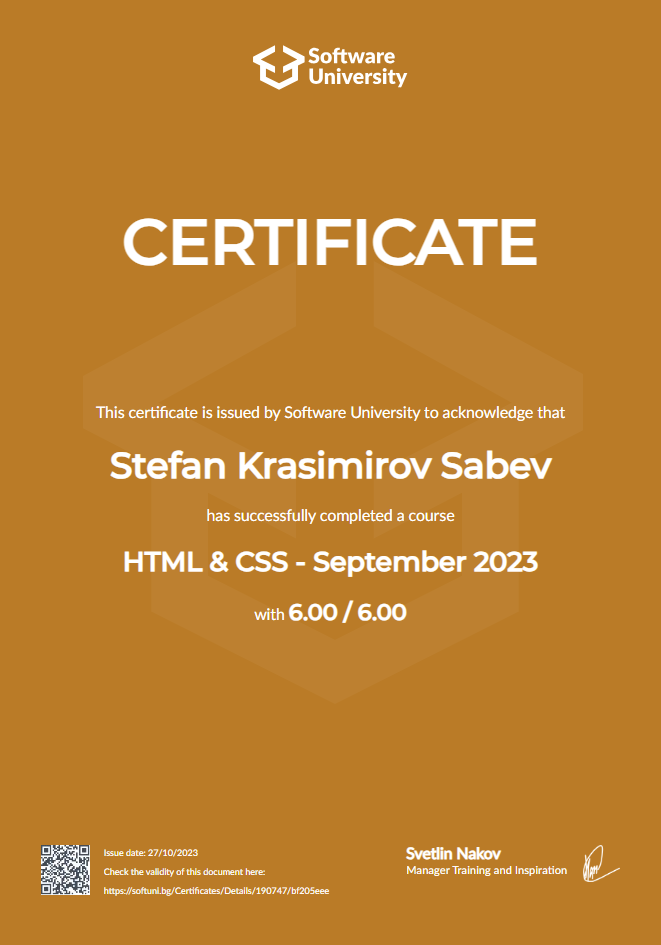 Software
University
CERTIFICATE
This certificate is issued by Software University to acknowledge that
Stefan Krasimirov Sabev
has successfully completed a course
HTML & CSS - September 2023
with 6.00 / 6.00
Issue date: 27/10/2023
Check the validity of this document here:
https://softuni.bg/Certificates/Details/190747/bf205eee
Svetlin Nakov
Manager Training and Inspiration